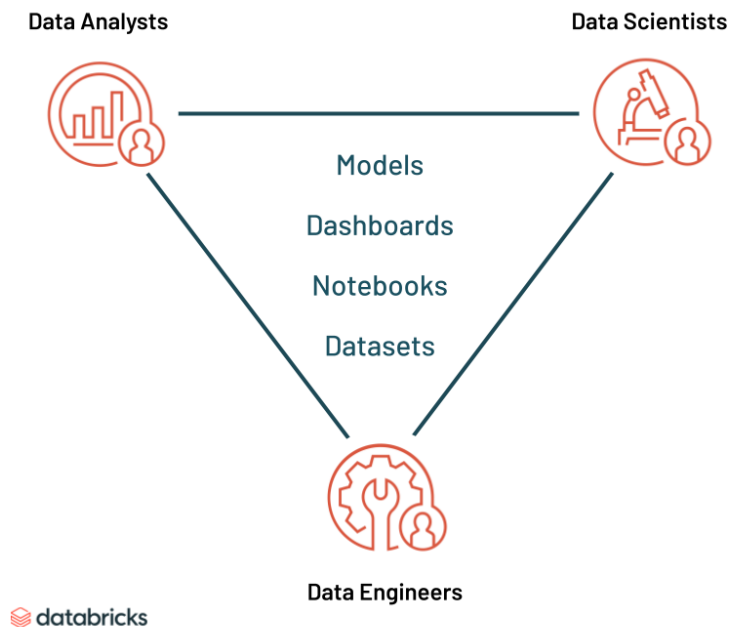 Data Analysts
Data Scientists
Models
Dashboards
Notebooks
Datasets
Data Engineers
databricks